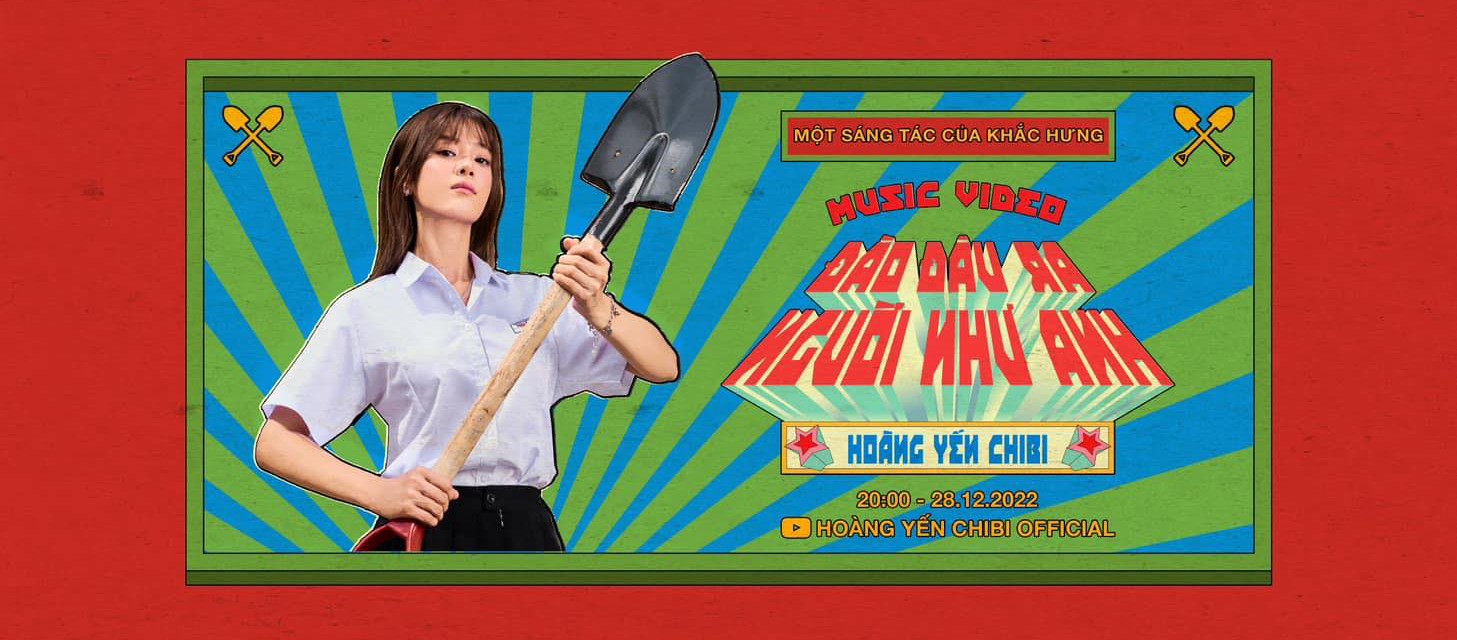 MỘT SÁNG TÁC CỦA KHẮC HƯNG
MUSIC VIDEO
ĐÀO ĐÂU RA
NGƯỜI NHƯ ANH
HOÀNG YẾN CHIBI
20:00 - 28.12.2022
HOÀNG YẾN CHIBI OFFICIAL